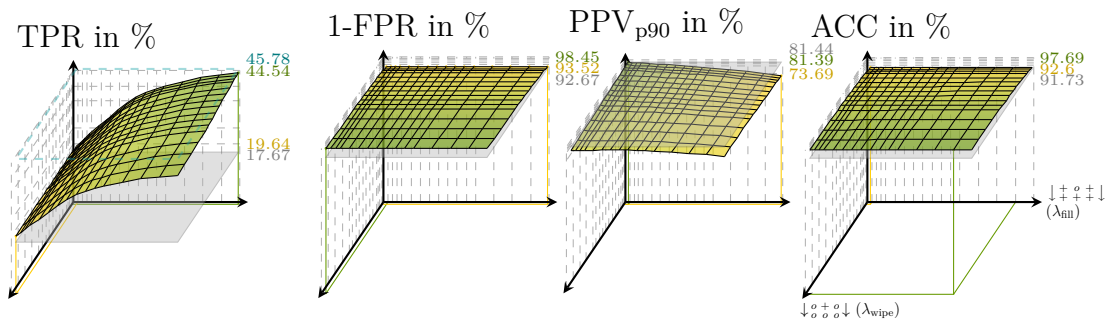 TPR in %
45.78
44.54
19.64
17.67
1-FPR in %
98.45
93.52
92.67
PPV_p90 in %
81.44
81.39
73.69
ACC in %
97.69
92.6
91.73
↓ + o + ↓
+ + +
(λ_fill)
↓ o + o ↓ (λ_wipe)
o o o